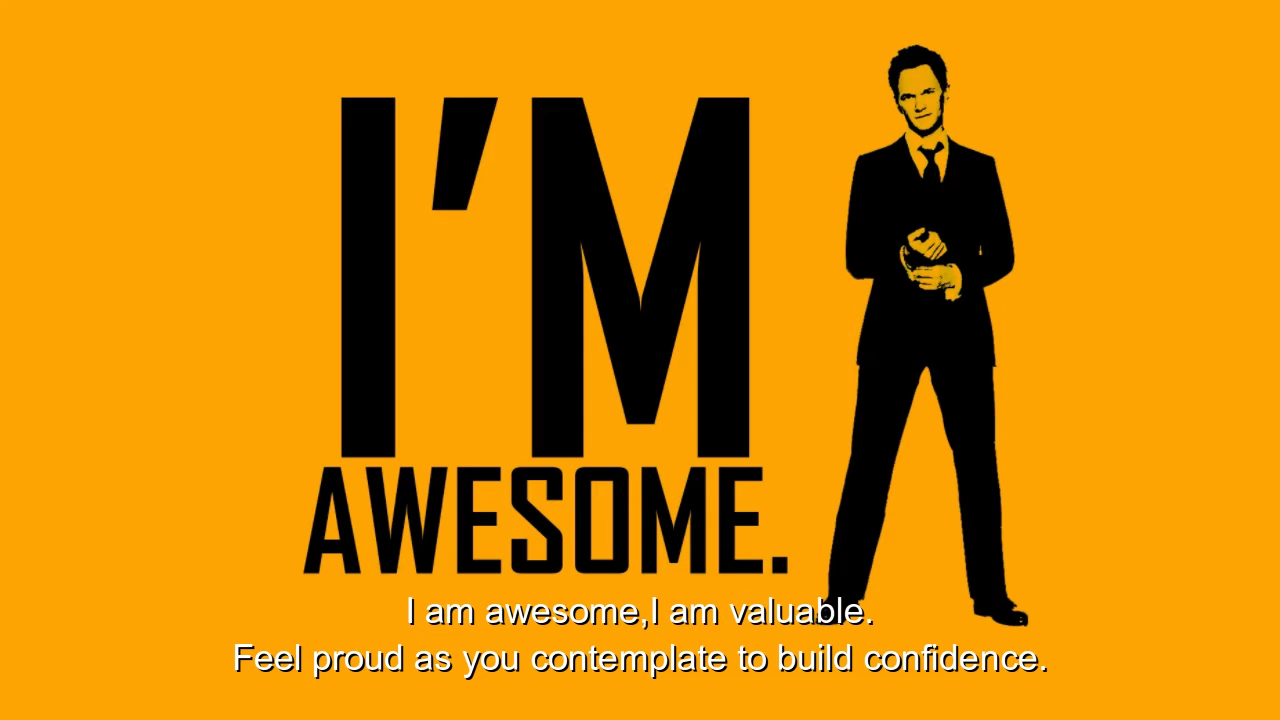 I'M
AWESOME.
I am awesome,I am valuable.
Feel proud as you contemplate to build confidence.